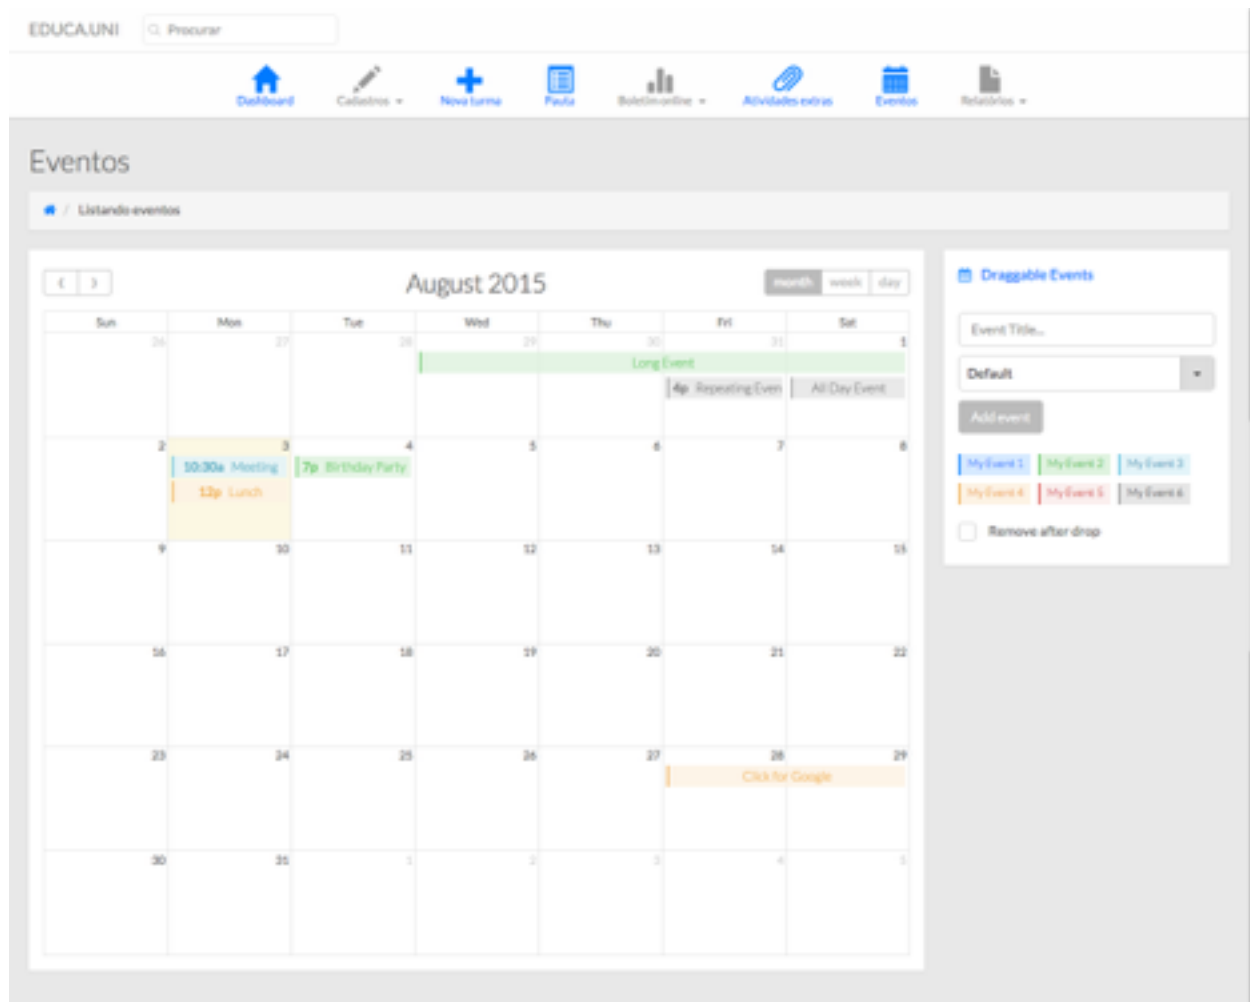 EDUCA.UNI Procurar
Dashboard Cadastros Nova turma Pauta Boletim online Atividades extras Eventos Relatórios
Eventos
/ Listando eventos
August 2015
month week day
Sun Mon Tue Wed Thu Fri Sat
26 27 28 29 30 31 1
Long Event
4p Repeating Even All Day Event
2 3 4 5 6 7 8
10:30a Meeting 7p Birthday Party
12p Lunch
9 10 11 12 13 14 15
16 17 18 19 20 21 22
23 24 25 26 27 28 29
Click for Google
30 31 1 2 3 4 5
Draggable Events
Event Title...
Default
Add event
My Event 1 My Event 2 My Event 3
My Event 4 My Event 5 My Event 6
Remove after drop